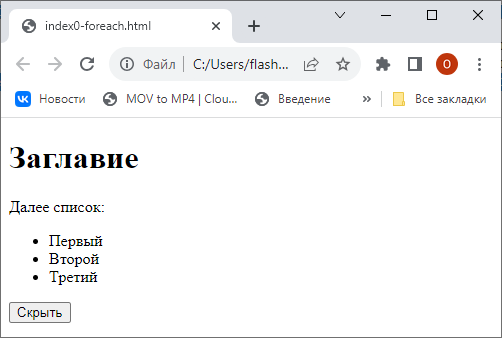 index0-foreach.html
Файл C:/Users/flash... О
Новости MOV to MP4 | Clou... Введение » Все закладки
Заглавие
Далее список:
• Первый
• Второй
• Третий
Скрыть